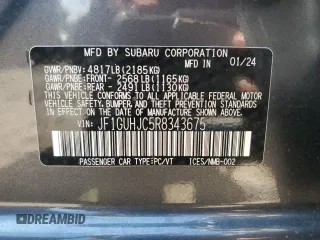 MFD. BY SUBARU CORPORATION
GVWR/PNBV: 4817LB(2185KG) 01/24
GAWR/PNBE: FRONT- 2568LB(1165KG)
GAWR/PNBE: REAR - 2491LB(1130KG)
THIS VEHICLE CONFORMS TO ALL APPLICABLE
FEDERAL MOTOR VEHICLE SAFETY, BUMPER,
AND THEFT PREVENTION STANDARDS IN EFFECT
ON THE DATE OF MANUFACTURE SHOWN ABOVE.
VIN: JF1GUHJC5R8343675
PASSENGER CAR TYPE:PC/VT ICES/NMB-002
DREAMBID